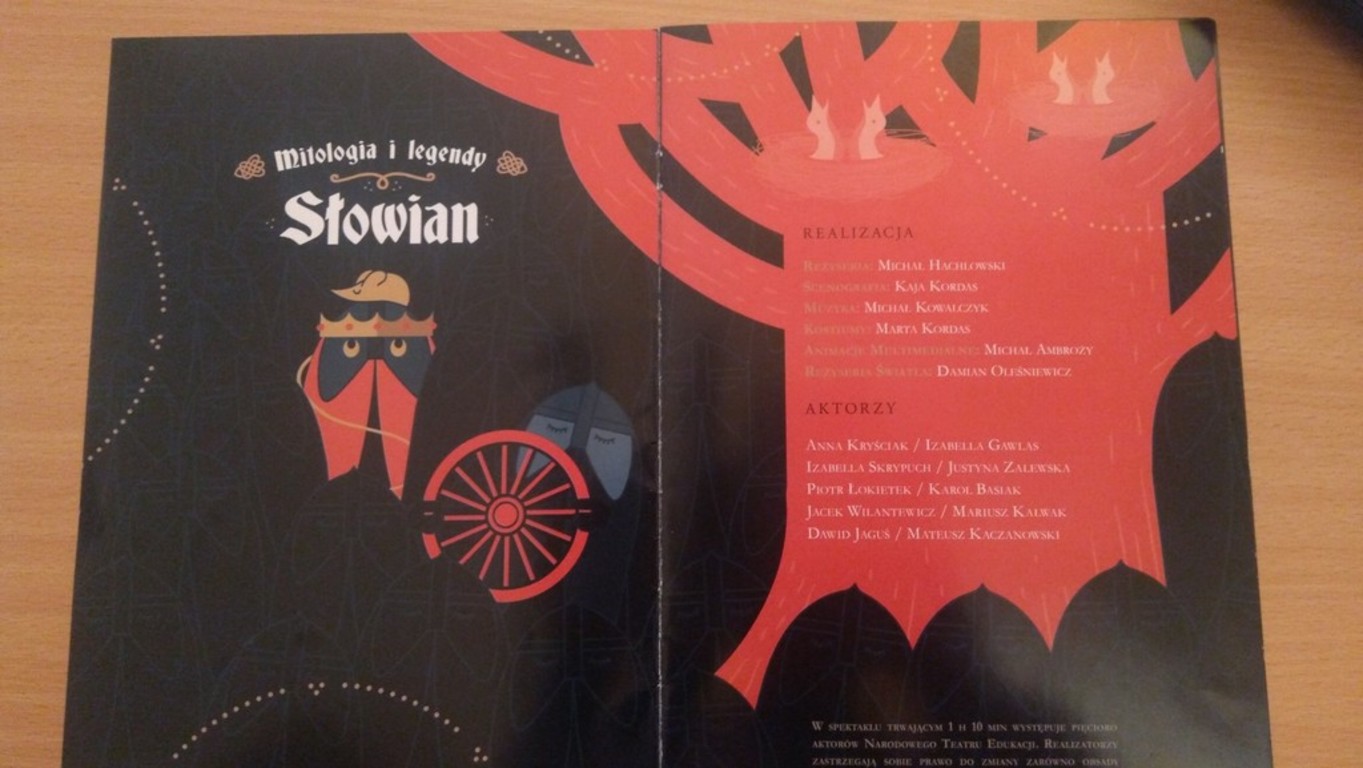 Mitologia i legendy
Słowian
REALIZACJA
REŻYSERIA: MICHAŁ HACHLOWSKI
SCENOGRAFIA: KAJA KORDAS
MUZYKA: MICHAŁ KOWALCZYK
KOSTIUMY: MARTA KORDAS
ANIMACJE MULTIMEDIALNE: MICHAŁ AMBROZY
REŻYSERIA ŚWIATŁA: DAMIAN OLEŚNIEWICZ
AKTORZY
ANNA KRYŚCIAK / IZABELLA GAWLAS
IZABELLA SKRYPUCH / JUSTYNA ZALEWSKA
PIOTR ŁOKIETEK / KAROL BASIAK
JACEK WILANTEWICZ / MARIUSZ KALWAK
DAWID JAGUŚ / MATEUSZ KACZANOWSKI
W SPEKTAKLU TRWAJĄCYM 1 H 10 MIN WYSTĘPUJE PIĘCIORO
AKTORÓW NARODOWEGO TEATRU EDUKACJI. REALIZATORZY
ZASTRZEGAJĄ SOBIE PRAWO DO ZMIANY ZARÓWNO OBSADY